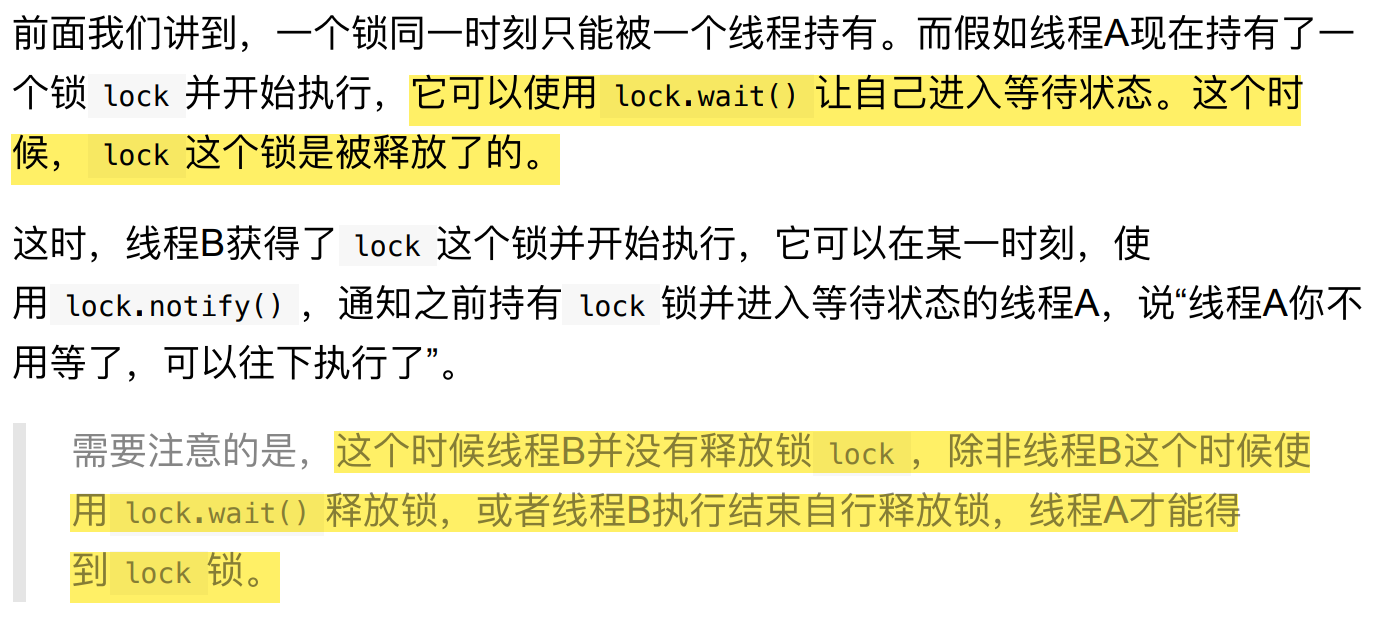 前面我们讲到，一个锁同一时刻只能被一个线程持有。而假如线程A现在持有了一
个锁 lock 并开始执行，它可以使用 lock.wait() 让自己进入等待状态。这个时
候， lock 这个锁是被释放了的。
这时，线程B获得了 lock 这个锁并开始执行，它可以在某一时刻，使
用 lock.notify() ，通知之前持有 lock 锁并进入等待状态的线程A，说“线程A你不
用等了，可以往下执行了”。
需要注意的是，这个时候线程B并没有释放锁 lock ，除非线程B这个时候使
用 lock.wait() 释放锁，或者线程B执行结束自行释放锁，线程A才能得
到 lock 锁。